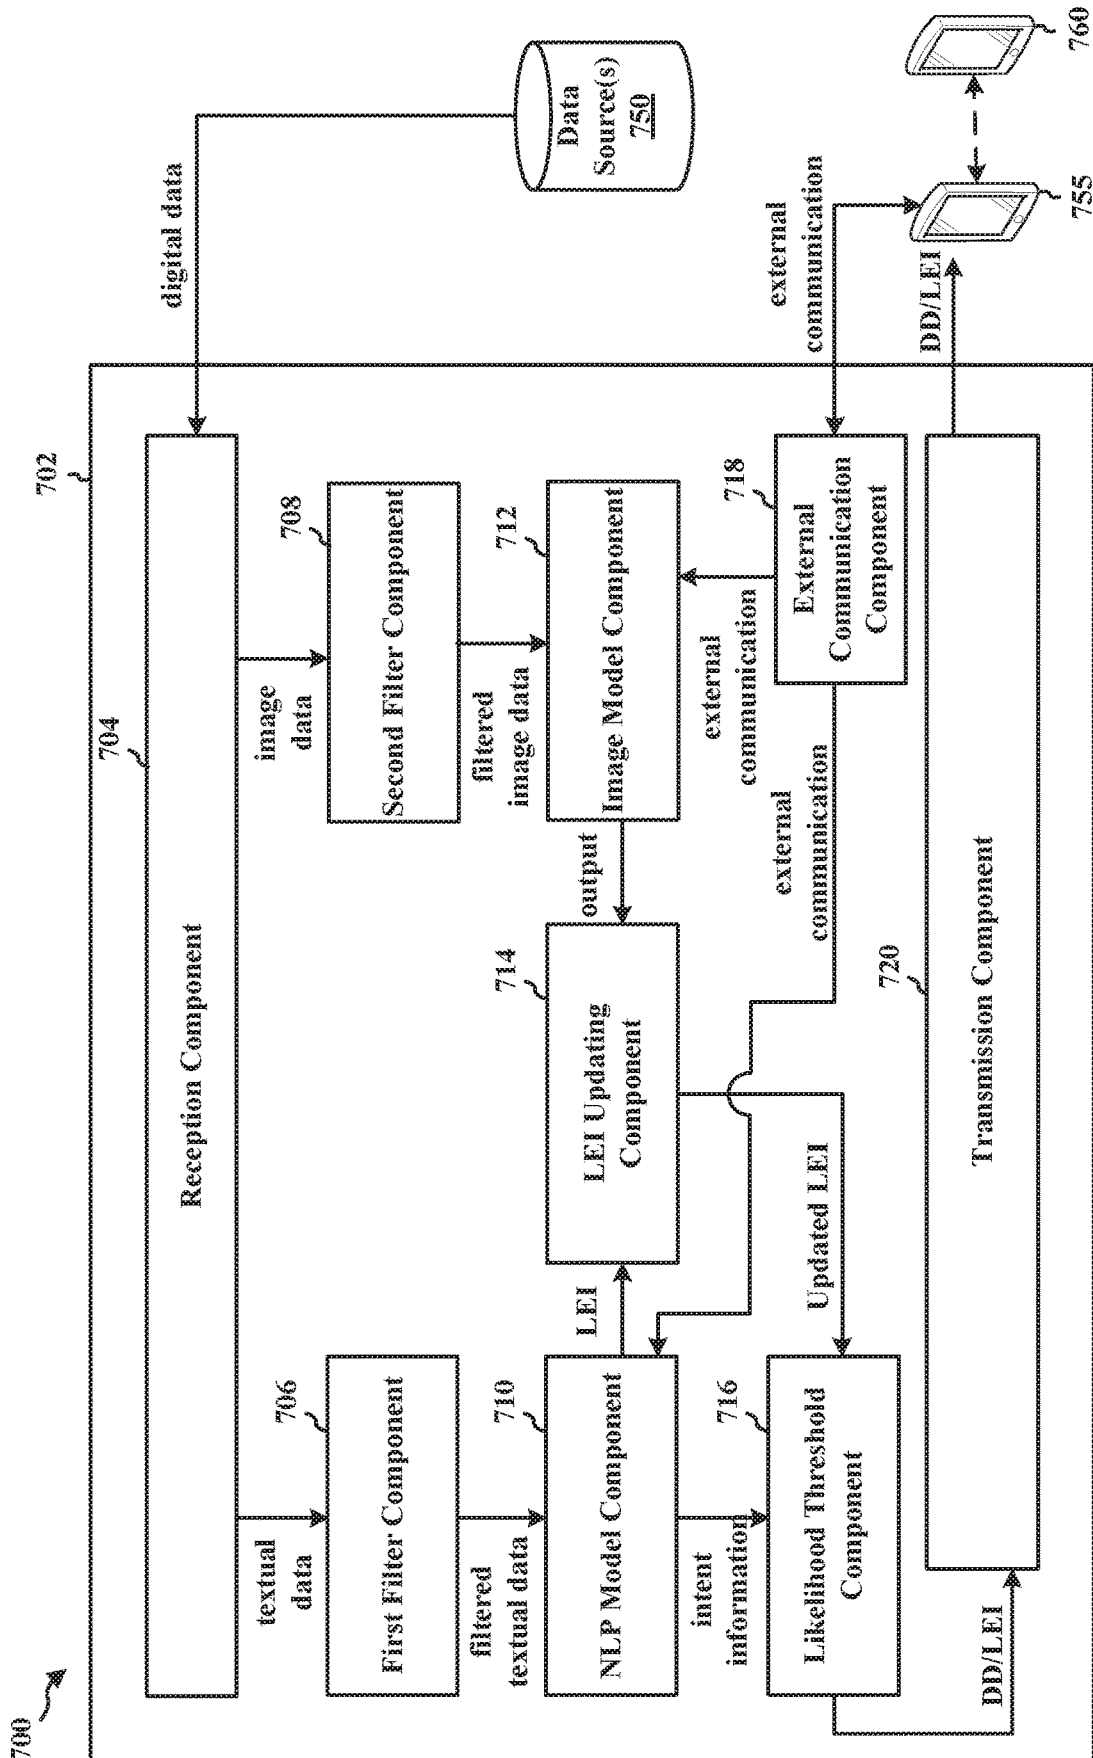 700
702
704
Reception Component
digital data
Data
Source(s)
750
textual
data
image
data
706
First Filter Component
708
Second Filter Component
filtered
textual data
filtered
image data
710
NLP Model Component
LEI
714
LEI Updating
Component
output
712
Image Model Component
intent
information
716
Likelihood Threshold
Component
Updated LEI
external
communication
external
communication
718
External
Communication
Component
external
communication
DD/LEI
720
Transmission Component
DD/LEI
755
760